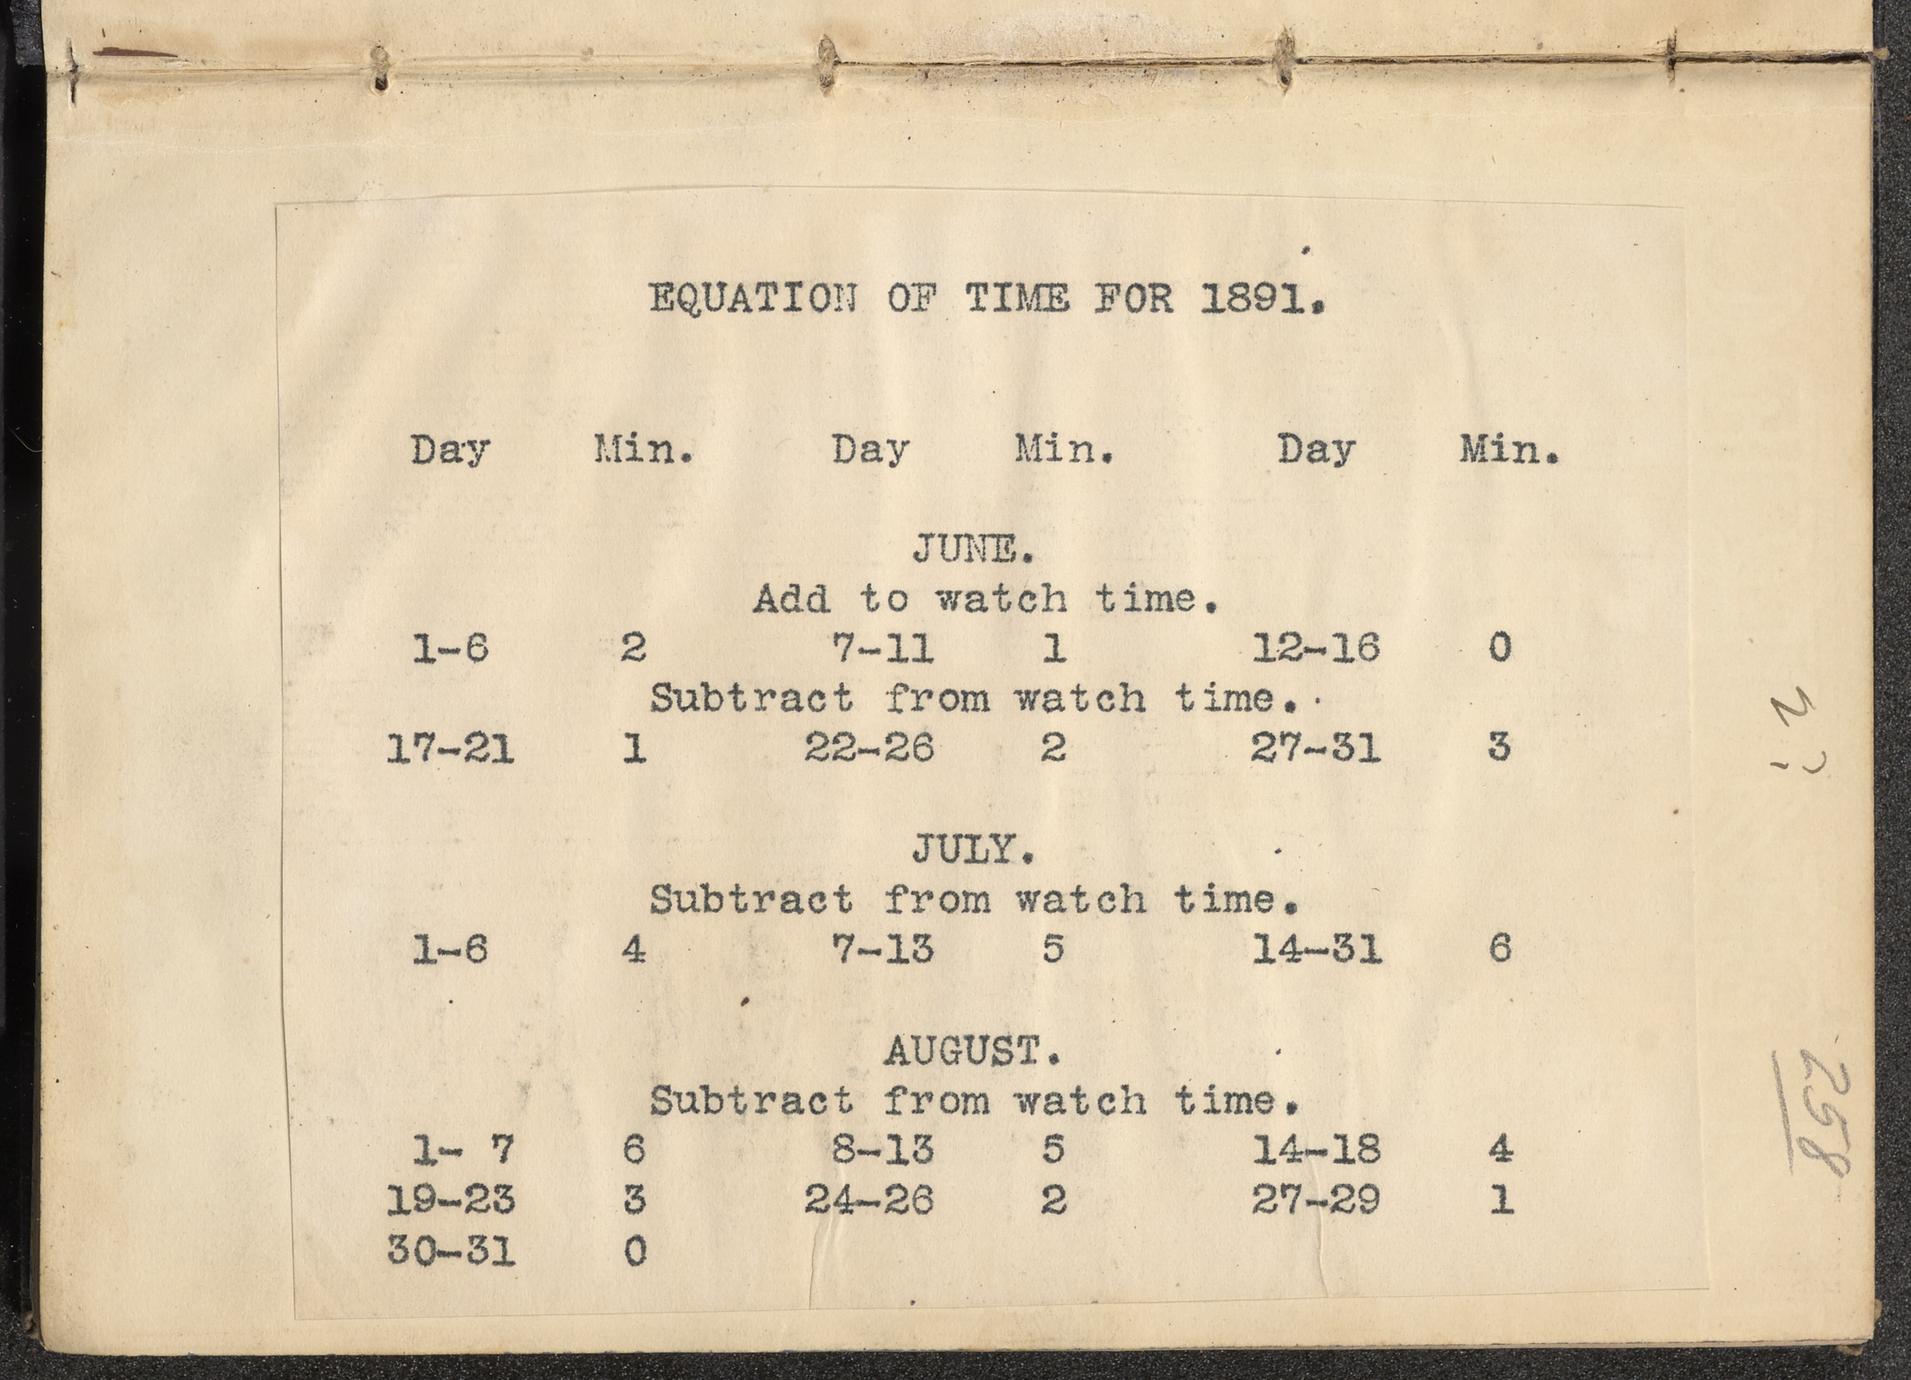 EQUATION OF TIME FOR 1891.
Day Min. Day Min. Day Min.
JUNE.
Add to watch time.
1-6 2 7-11 1 12-16 0
Subtract from watch time.
17-21 1 22-26 2 27-31 3
JULY.
Subtract from watch time.
1-6 4 7-13 5 14-31 6
AUGUST.
Subtract from watch time.
1- 7 6 8-13 5 14-18 4
19-23 3 24-26 2 27-29 1
30-31 0
258